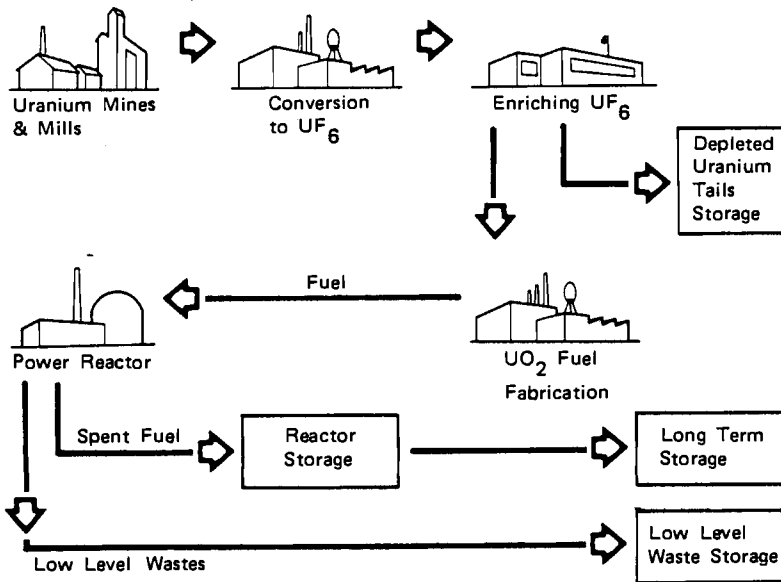 Uranium Mines
& Mills
Conversion
to UF6
Enriching UF6
Depleted
Uranium
Tails
Storage
Fuel
Power Reactor
UO2 Fuel
Fabrication
Spent Fuel
Reactor
Storage
Long Term
Storage
Low Level Wastes
Low Level
Waste Storage